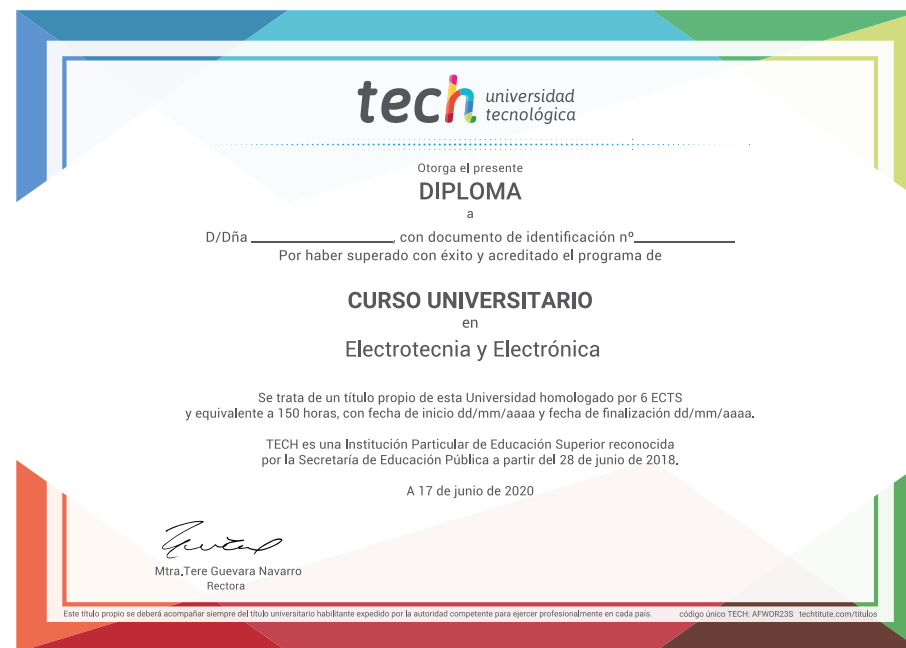 tech universidad
tecnológica
Otorga el presente
DIPLOMA
a
D/Dña ____________________, con documento de identificación nº______________
Por haber superado con éxito y acreditado el programa de
CURSO UNIVERSITARIO
en
Electrotecnia y Electrónica
Se trata de un título propio de esta Universidad homologado por 6 ECTS
y equivalente a 150 horas, con fecha de inicio dd/mm/aaaa y fecha de finalización dd/mm/aaaa.
TECH es una Institución Particular de Educación Superior reconocida
por la Secretaría de Educación Pública a partir del 28 de junio de 2018.
A 17 de junio de 2020
Mtra.Tere Guevara Navarro
Rectora
Este título propio se deberá acompañar siempre del título universitario habilitante expedido por la autoridad competente para ejercer profesionalmente en cada país. código único TECH: AFWOR23S techtitute.com/titulos